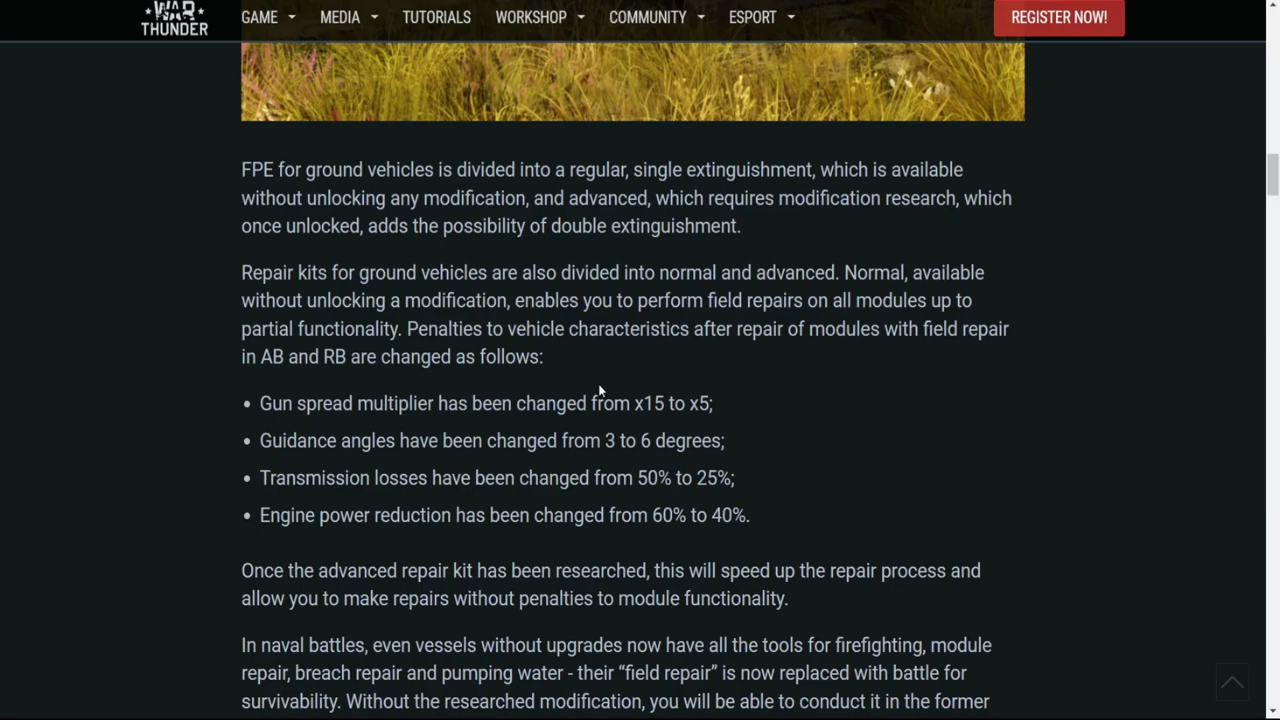 WAR THUNDER
GAME MEDIA TUTORIALS WORKSHOP COMMUNITY ESPORT REGISTER NOW!
FPE for ground vehicles is divided into a regular, single extinguishment, which is available
without unlocking any modification, and advanced, which requires modification research, which
once unlocked, adds the possibility of double extinguishment.
Repair kits for ground vehicles are also divided into normal and advanced. Normal, available
without unlocking a modification, enables you to perform field repairs on all modules up to
partial functionality. Penalties to vehicle characteristics after repair of modules with field repair
in AB and RB are changed as follows:
• Gun spread multiplier has been changed from x15 to x5;
• Guidance angles have been changed from 3 to 6 degrees;
• Transmission losses have been changed from 50% to 25%;
• Engine power reduction has been changed from 60% to 40%.
Once the advanced repair kit has been researched, this will speed up the repair process and
allow you to make repairs without penalties to module functionality.
In naval battles, even vessels without upgrades now have all the tools for firefighting, module
repair, breach repair and pumping water - their “field repair” is now replaced with battle for
survivability. Without the researched modification, you will be able to conduct it in the former